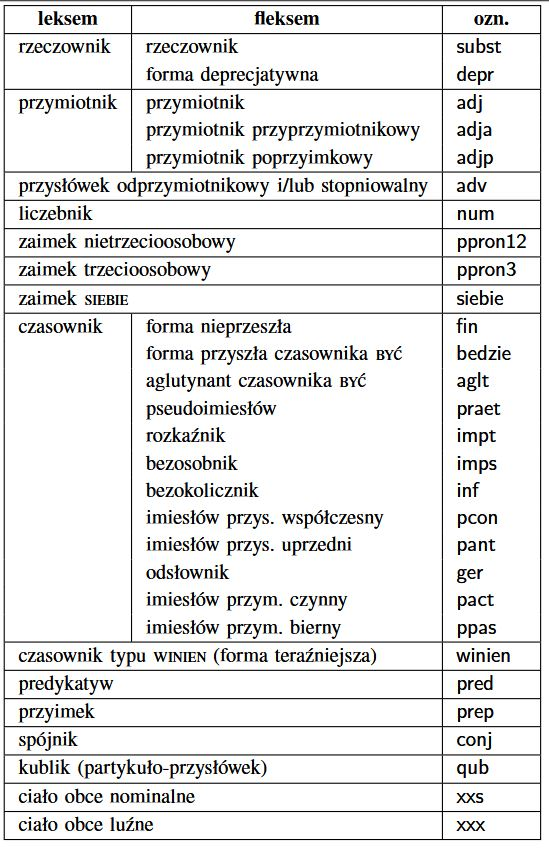 leksem fleksem ozn.
rzeczownik rzeczownik subst
forma deprecjatywna depr
przymiotnik przymiotnik adj
przymiotnik przyprzymiotnikowy adja
przymiotnik poprzyimkowy adjp
przysłówek odprzymiotnikowy i/lub stopniowalny adv
liczebnik num
zaimek nietrzecioosobowy ppron12
zaimek trzecioosobowy ppron3
zaimek SIEBIE siebie
czasownik forma nieprzeszła fin
forma przyszła czasownika BYĆ bedzie
aglutynant czasownika BYĆ aglt
pseudoimiesłów praet
rozkaźnik impt
bezosobnik imps
bezokolicznik inf
imiesłów przys. współczesny pcon
imiesłów przys. uprzedni pant
odsłownik ger
imiesłów przym. czynny pact
imiesłów przym. bierny ppas
czasownik typu WINIEN (forma teraźniejsza) winien
predykatyw pred
przyimek prep
spójnik conj
kublik (partykuło-przysłówek) qub
ciało obce nominalne xxs
ciało obce luźne xxx